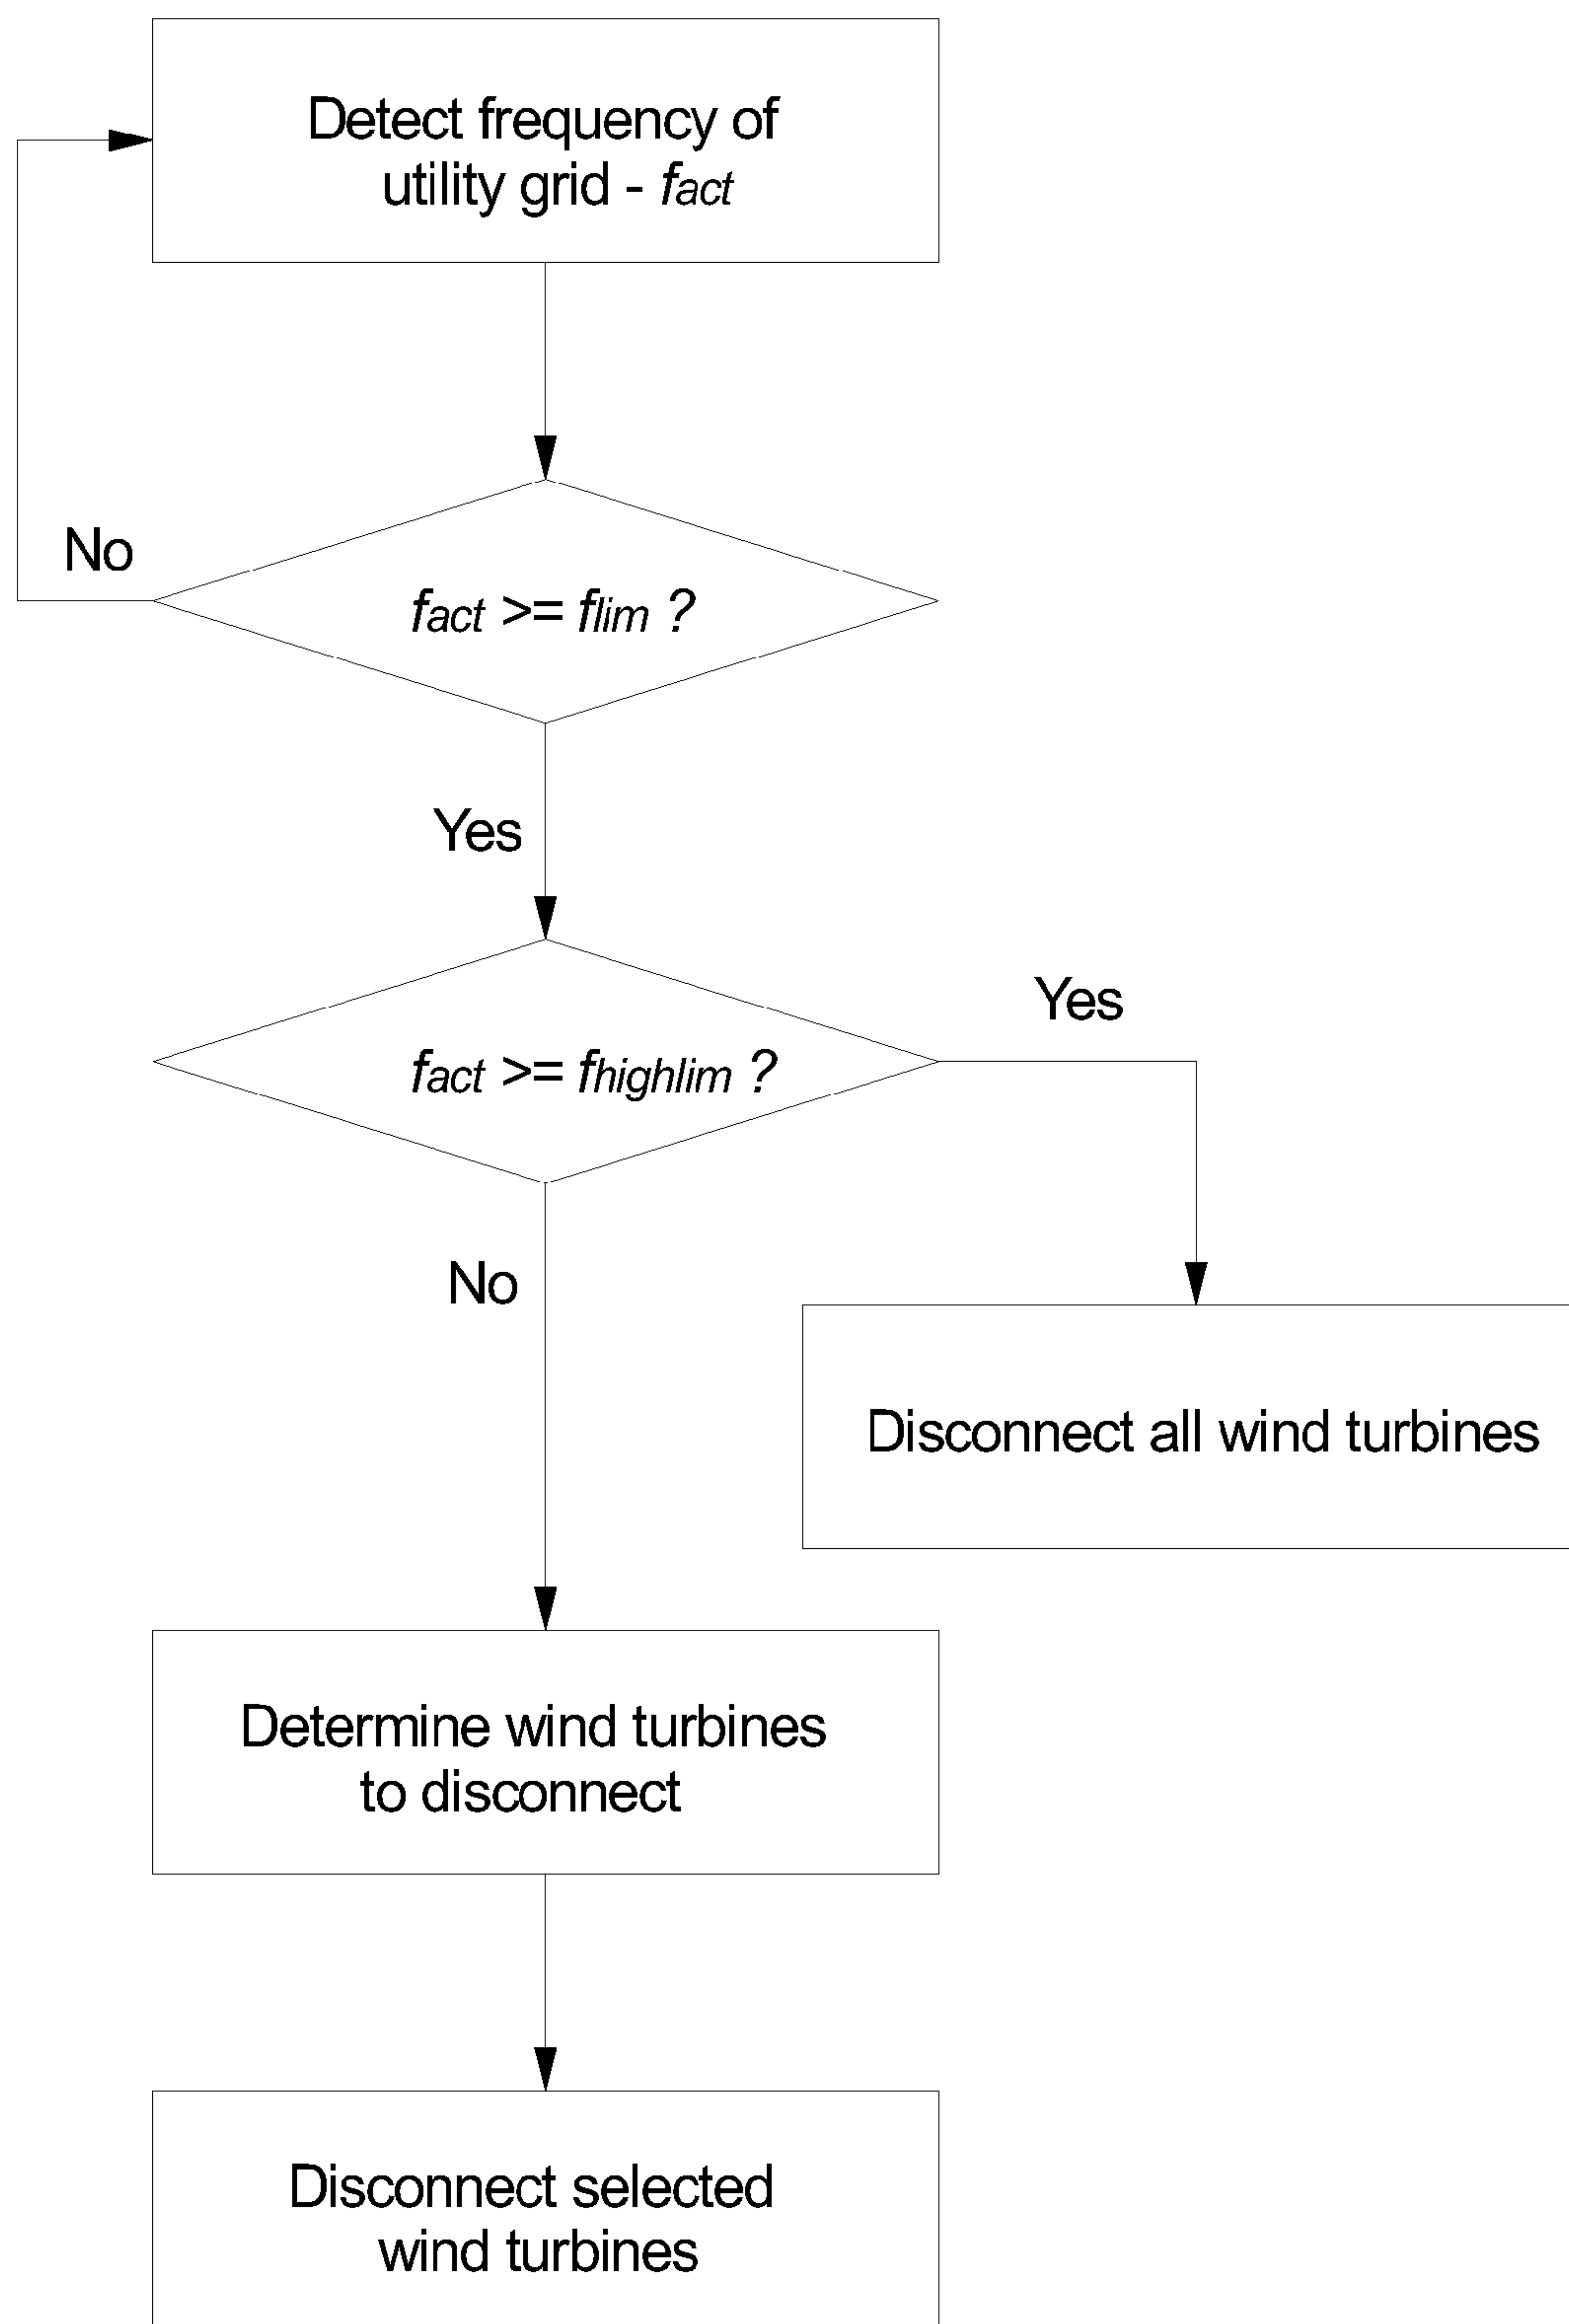 Detect frequency of
utility grid - fact
No
fact >= flim ?
Yes
Yes
fact >= fhighlim ?
No
Disconnect all wind turbines
Determine wind turbines
to disconnect
Disconnect selected
wind turbines